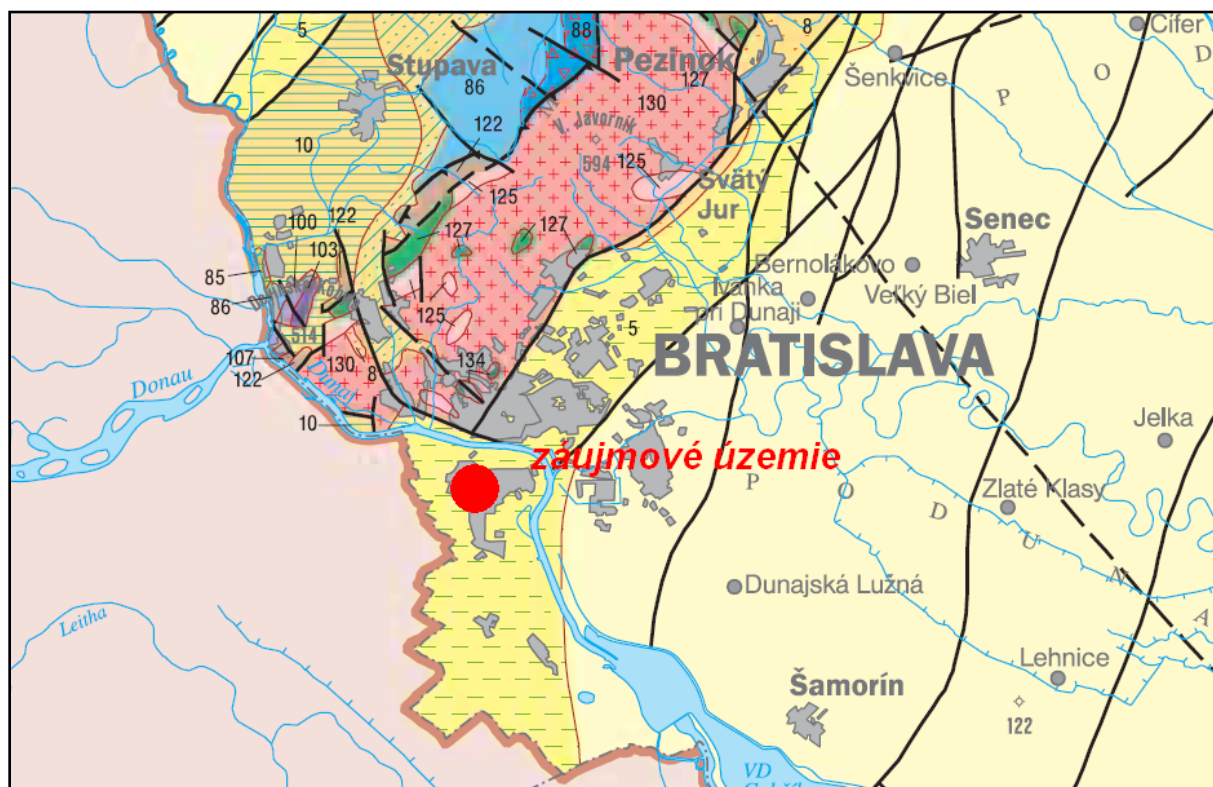 5
Stupava
86
88
Pezinok
127
8
Šenkvice
Cífer
P
O
D
130
V. Javorník
594
122
10
125
125
Svätý
Jur
Senec
100
122
127
127
103
85
86
Bernolákovo
Ivanka
pri Dunaji
Veľký Biel
5
125
514
BRATISLAVA
107
122
130
8
134
Donau
Dunaj
10
Jelka
záujmové územie
P
O
D
U
N
A
Zlaté Klasy
Dunajská Lužná
Leitha
Lehnice
Šamorín
122
VD